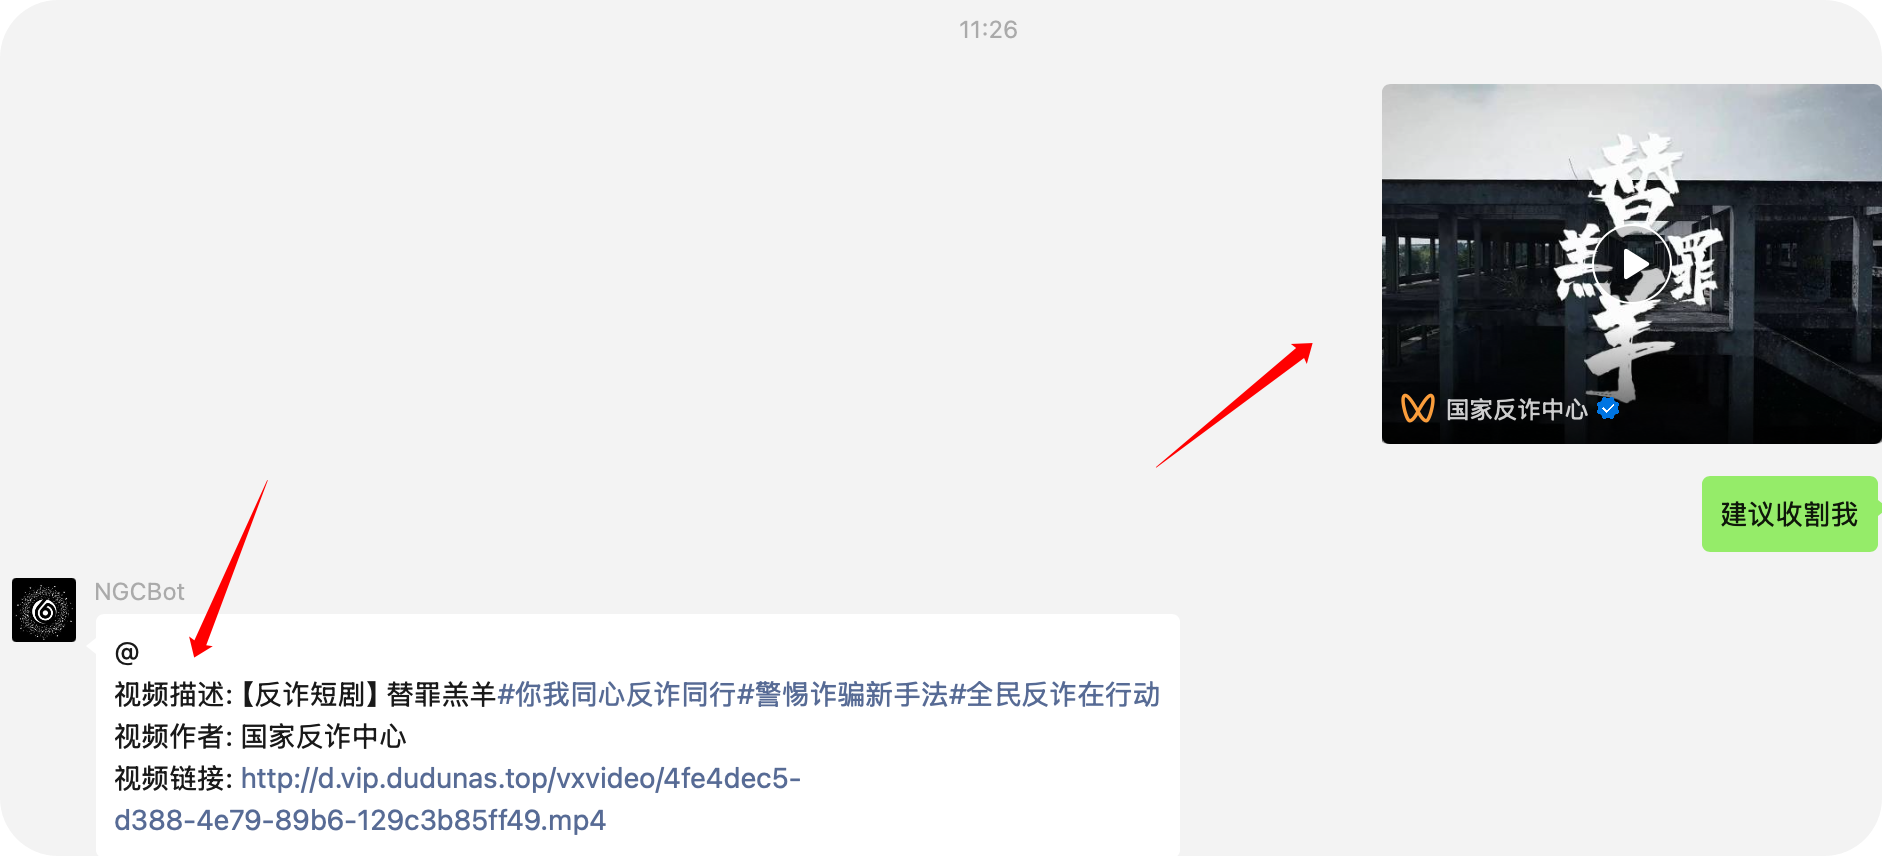 11:26
替
羔 罪
羊
国家反诈中心
建议收割我
NGCBot
@
视频描述:【反诈短剧】替罪羔羊#你我同心反诈同行#警惕诈骗新手法#全民反诈在行动
视频作者: 国家反诈中心
视频链接: http://d.vip.dudunas.top/vxvideo/4fe4dec5-
d388-4e79-89b6-129c3b85ff49.mp4